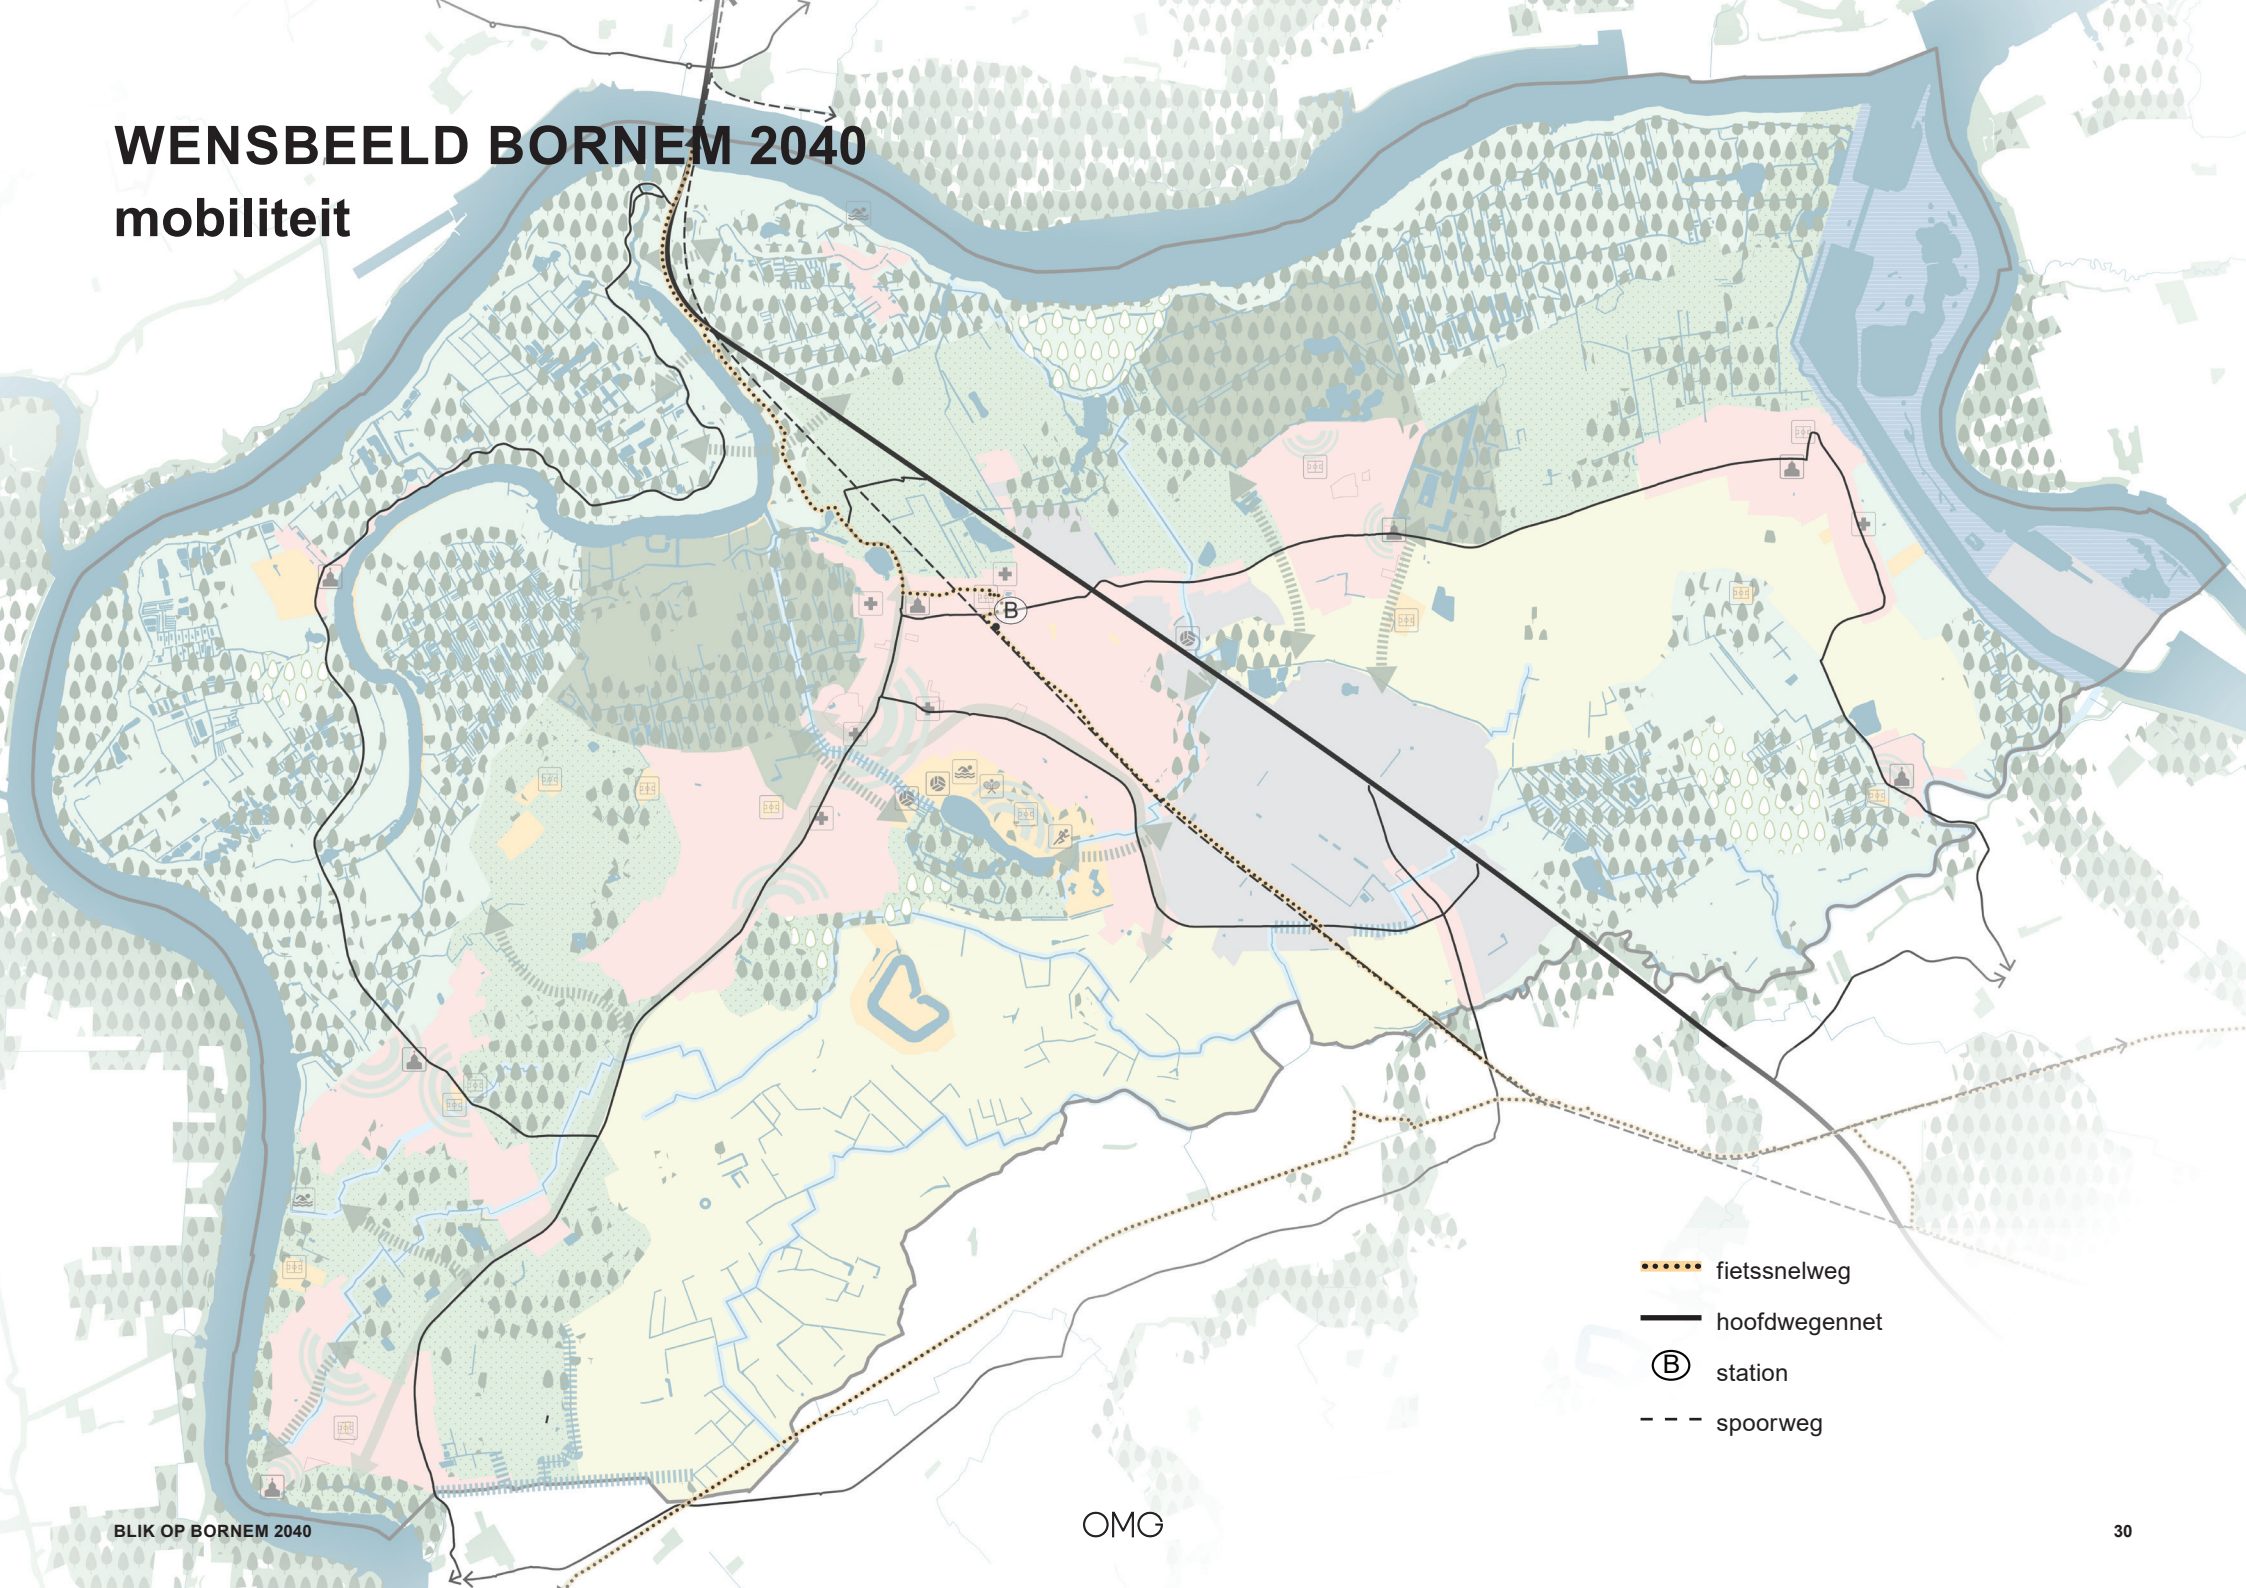 WENSBEELD BORNEM 2040
mobiliteit
B
fietssnelweg
hoofdwegennet
B
station
spoorweg
BLIK OP BORNEM 2040
OMG
30